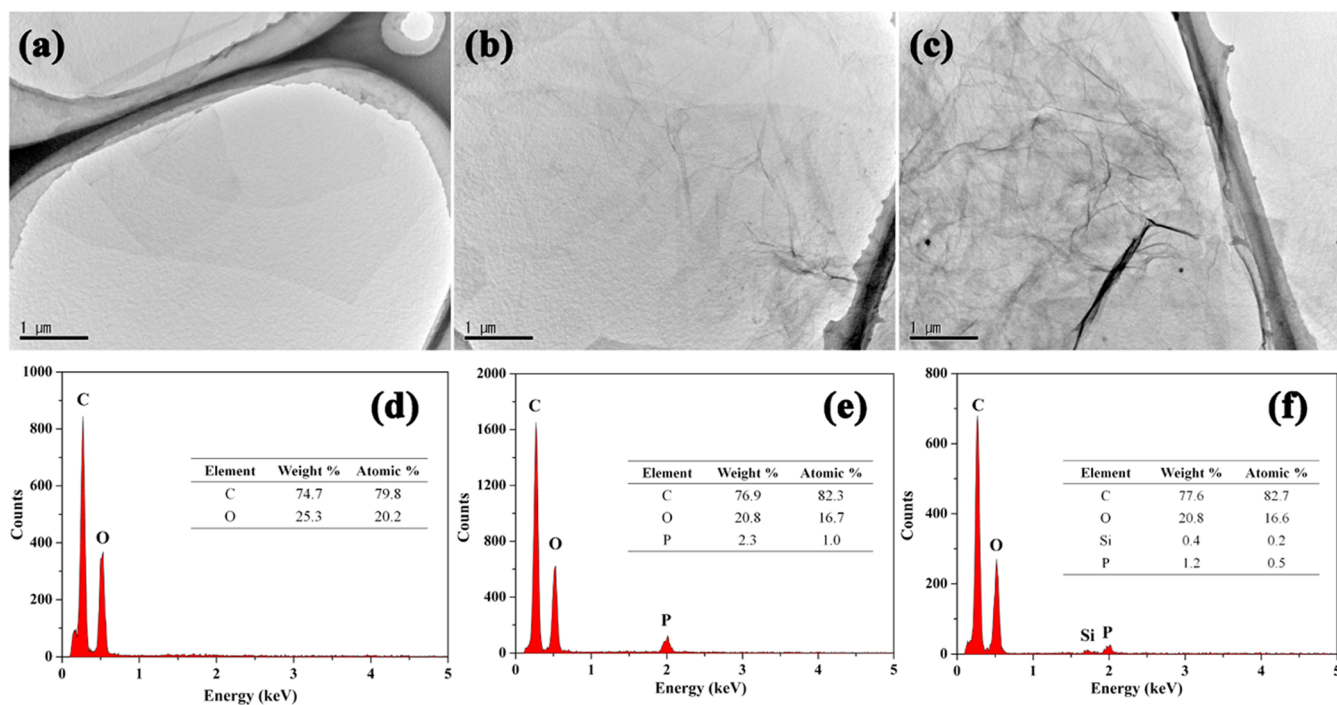 (a)
(b)
(c)
1 μm
1 μm
1 μm
(d)
1000
800
600
400
200
0
Counts
C
O
Element Weight % Atomic %
C 74.7 79.8
O 25.3 20.2
0 1 2 3 4 5
Energy (keV)
(e)
2000
1600
1200
800
400
0
Counts
C
O
P
Element Weight % Atomic %
C 76.9 82.3
O 20.8 16.7
P 2.3 1.0
0 1 2 3 4 5
Energy (keV)
(f)
800
600
400
200
0
Counts
C
O
Si P
Element Weight % Atomic %
C 77.6 82.7
O 20.8 16.6
Si 0.4 0.2
P 1.2 0.5
0 1 2 3 4 5
Energy (keV)